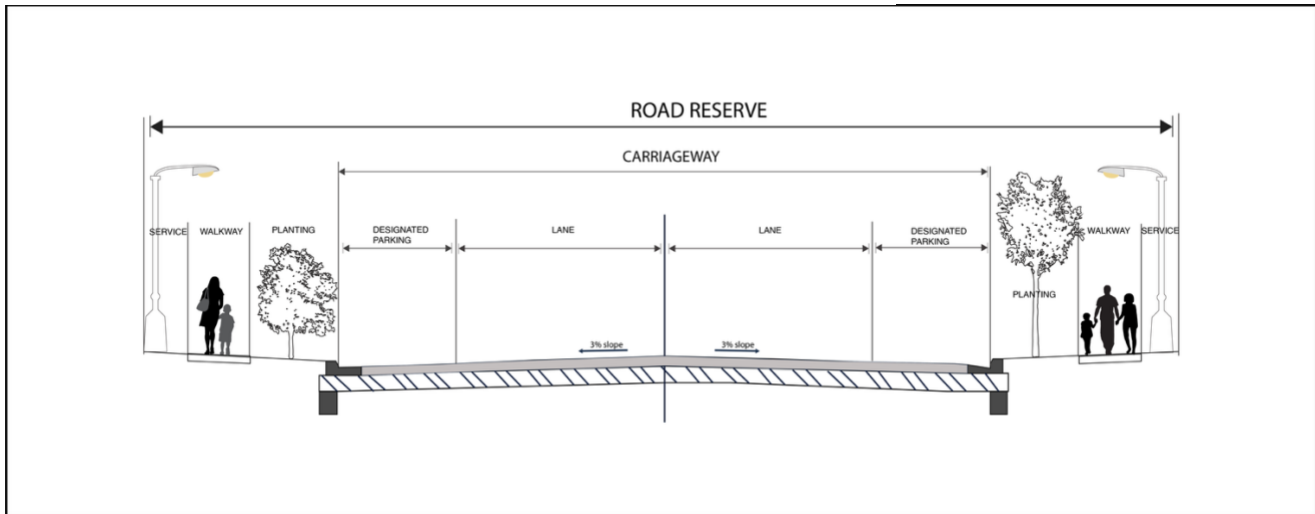 ROAD RESERVE
CARRIAGEWAY
SERVICE
WALKWAY
PLANTING
DESIGNATED
PARKING
LANE
LANE
DESIGNATED
PARKING
WALKWAY
SERVICE
PLANTING
3% slope
3% slope